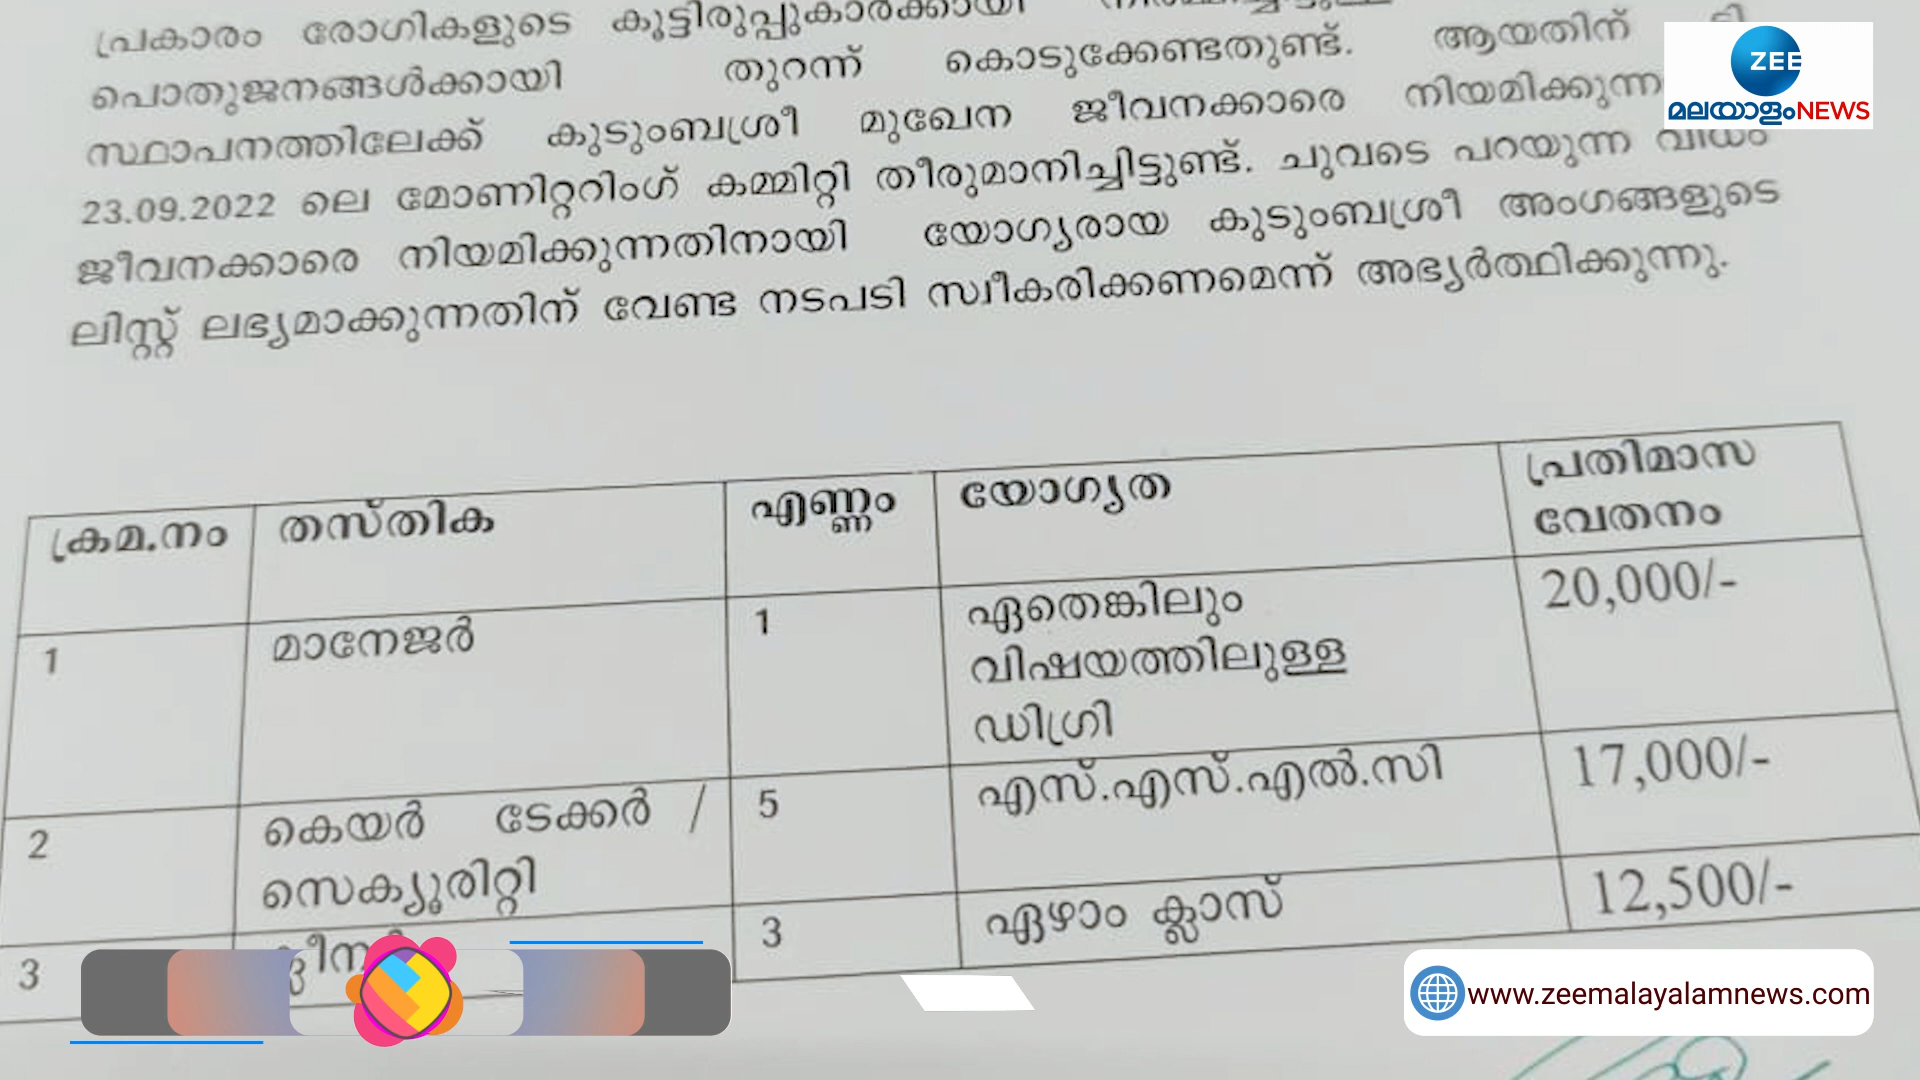 പ്രകാരം രോഗികളുടെ കൂട്ടിരുപ്പുകാർക്കായി
പൊതുജനങ്ങൾക്കായി തുറന്ന് കൊടുക്കേണ്ടതുണ്ട്. ആയതിന് ടി
സ്ഥാപനത്തിലേക്ക് കുടുംബശ്രീ മുഖേന ജീവനക്കാരെ നിയമിക്കുന്ന
23.09.2022 ലെ മോണിറ്ററിംഗ് കമ്മിറ്റി തീരുമാനിച്ചിട്ടുണ്ട്. ചുവടെ പറയുന്ന വിധം
ജീവനക്കാരെ നിയമിക്കുന്നതിനായി യോഗ്യരായ കുടുംബശ്രീ അംഗങ്ങളുടെ
ലിസ്റ്റ് ലഭ്യമാക്കുന്നതിന് വേണ്ട നടപടി സ്വീകരിക്കണമെന്ന് അഭ്യർത്ഥിക്കുന്നു.
ക്രമ.നം തസ്തിക എണ്ണം യോഗ്യത പ്രതിമാസ
വേതനം
1 മാനേജർ 1 ഏതെങ്കിലും 20,000/-
വിഷയത്തിലുള്ള
ഡിഗ്രി
2 കെയർ ടേക്കർ / 5 എസ്.എസ്.എൽ.സി 17,000/-
സെക്യൂരിറ്റി
3 3 ഏഴാം ക്ലാസ് 12,500/-
ZEE
മലയാളം NEWS
www.zeemalayalamnews.com